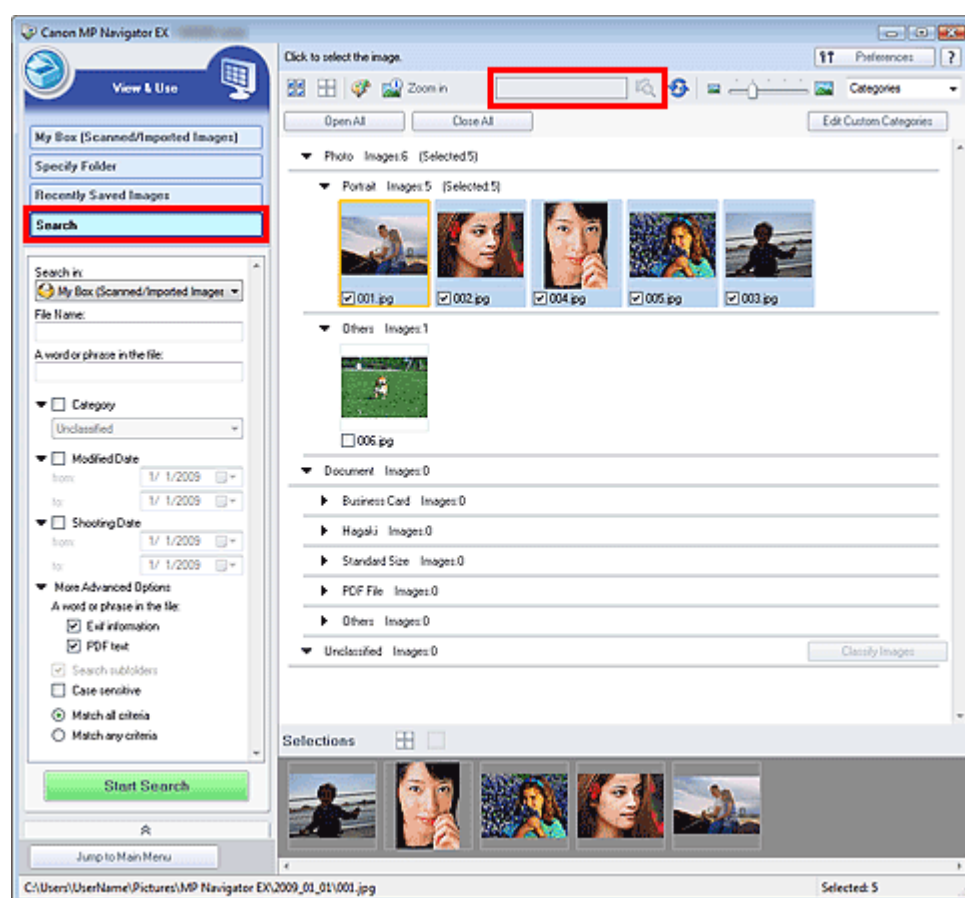 Canon MP Navigator EX
Click to select the image.
Preferences
?
View & Use
Zoom in
Categories
Open All
Close All
Edit Custom Categories
My Box (Scanned/Imported Images)
Specify Folder
Recently Saved Images
Search
Search in:
My Box (Scanned/Imported Images
File Name:
A word or phrase in the file:
Category
Unclassified
Modified Date
from: 1/ 1/2009
to: 1/ 1/2009
Shooting Date
from: 1/ 1/2009
to: 1/ 1/2009
More Advanced Options
A word or phrase in the file:
Exif information
PDF text
Search subfolders
Case sensitive
Match all criteria
Match any criteria
Start Search
Jump to Main Menu
Photo Images:6 (Selected:5)
Portrait Images:5 (Selected:5)
001.jpg 002.jpg 004.jpg 005.jpg 003.jpg
Others Images:1
006.jpg
Document Images:0
Business Card Images:0
Hagaki Images:0
Standard Size Images:0
PDF File Images:0
Others Images:0
Unclassified Images:0
Classify Images
Selections
C:\Users\UserName\Pictures\MP Navigator EX\2009_01_01\001.jpg
Selected: 5